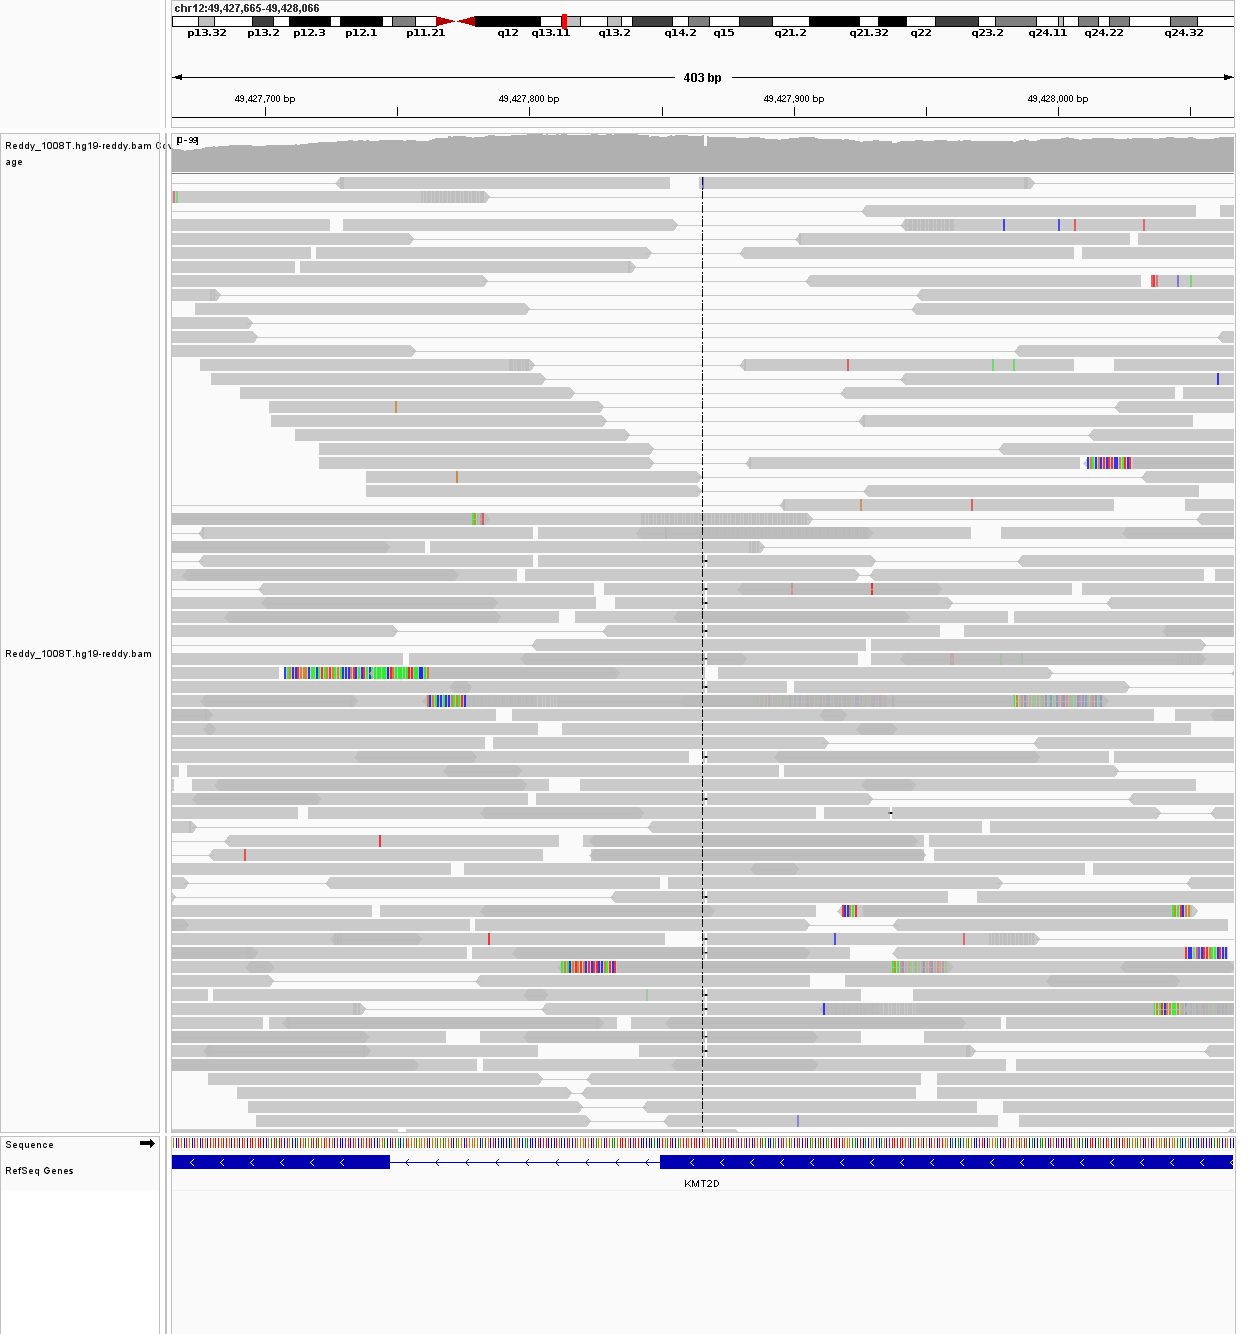 chr12:49,427,665-49,428,066
p13.32 p13.2 p12.3 p12.1 p11.21 q12 q13.11 q13.2 q14.2 q15 q21.2 q21.32 q22 q23.2 q24.11 q24.22 q24.32
403 bp
49,427,700 bp 49,427,800 bp 49,427,900 bp 49,428,000 bp
[0-99]
Reddy_1008T.hg19-reddy.bam Cov
age
Reddy_1008T.hg19-reddy.bam
Sequence
RefSeq Genes
KMT2D